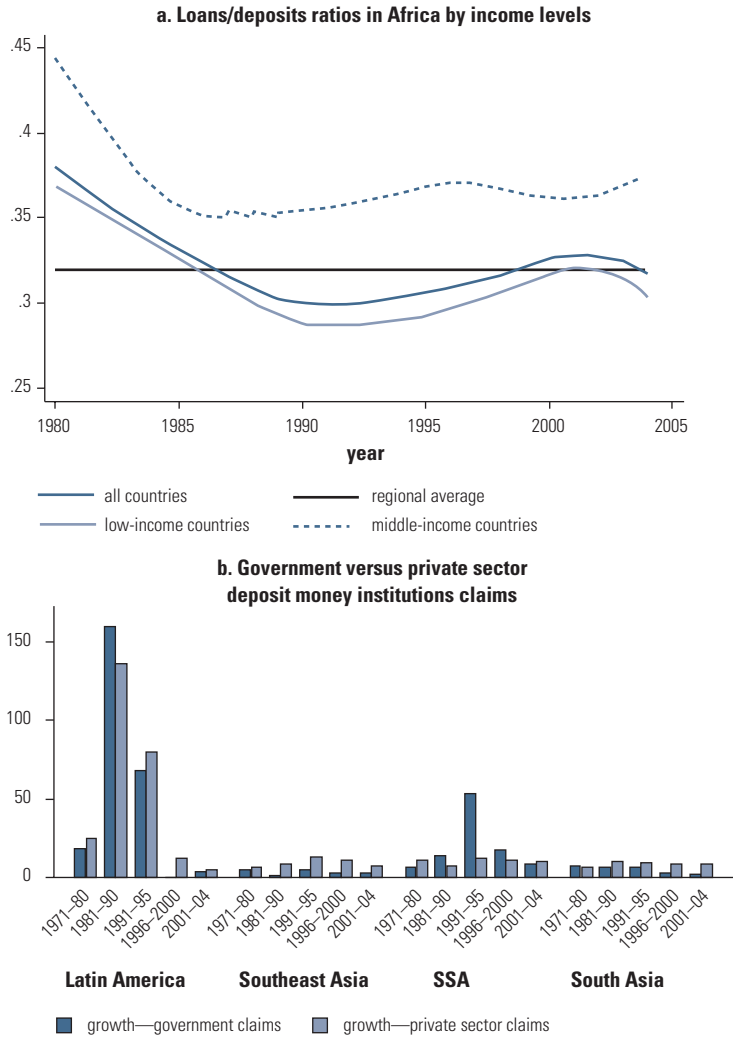 a. Loans/deposits ratios in Africa by income levels
.45
.4
.35
.3
.25
1980 1985 1990 1995 2000 2005
year
all countries regional average
low-income countries middle-income countries
b. Government versus private sector
deposit money institutions claims
150
100
50
0
1971–80 1981–90 1991–95 1996–2000 2001–04 1971–80 1981–90 1991–95 1996–2000 2001–04 1971–80 1981–90 1991–95 1996–2000 2001–04 1971–80 1981–90 1991–95 1996–2000 2001–04
Latin America Southeast Asia SSA South Asia
growth—government claims growth—private sector claims